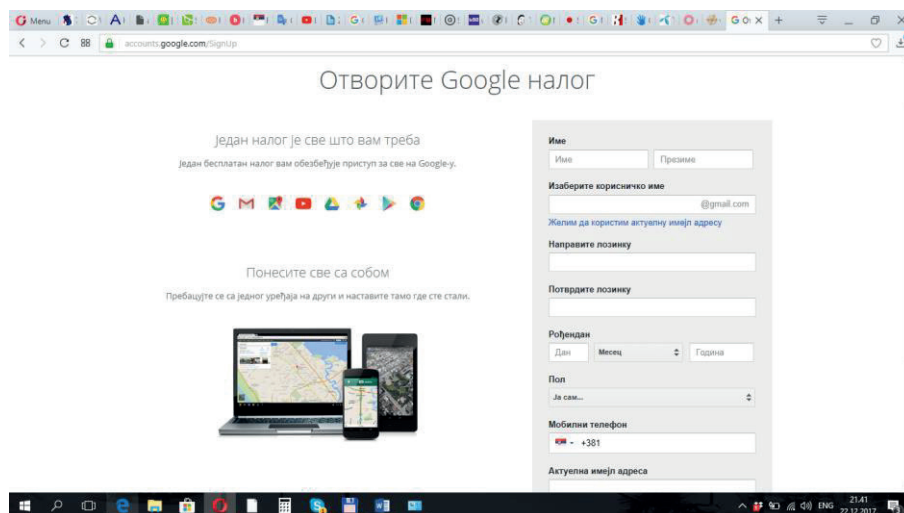 Menu
accounts.google.com/SignUp
Отворите Google налог
Један налог је све што вам треба
Један бесплатан налог вам обезбеђује приступ за све на Google-у.
Понесите све са собом
Пребацујте се са једног уређаја на други и наставите тамо где сте стали.
Име
Име Презиме
Изаберите корисничко име
@gmail.com
Желим да користим актуелну имејл адресу
Направите лозинку
Потврдите лозинку
Рођендан
Дан Месец Година
Пол
Ја сам...
Мобилни телефон
+381
Актуелна имејл адреса
ENG
21.41
22.12.2017